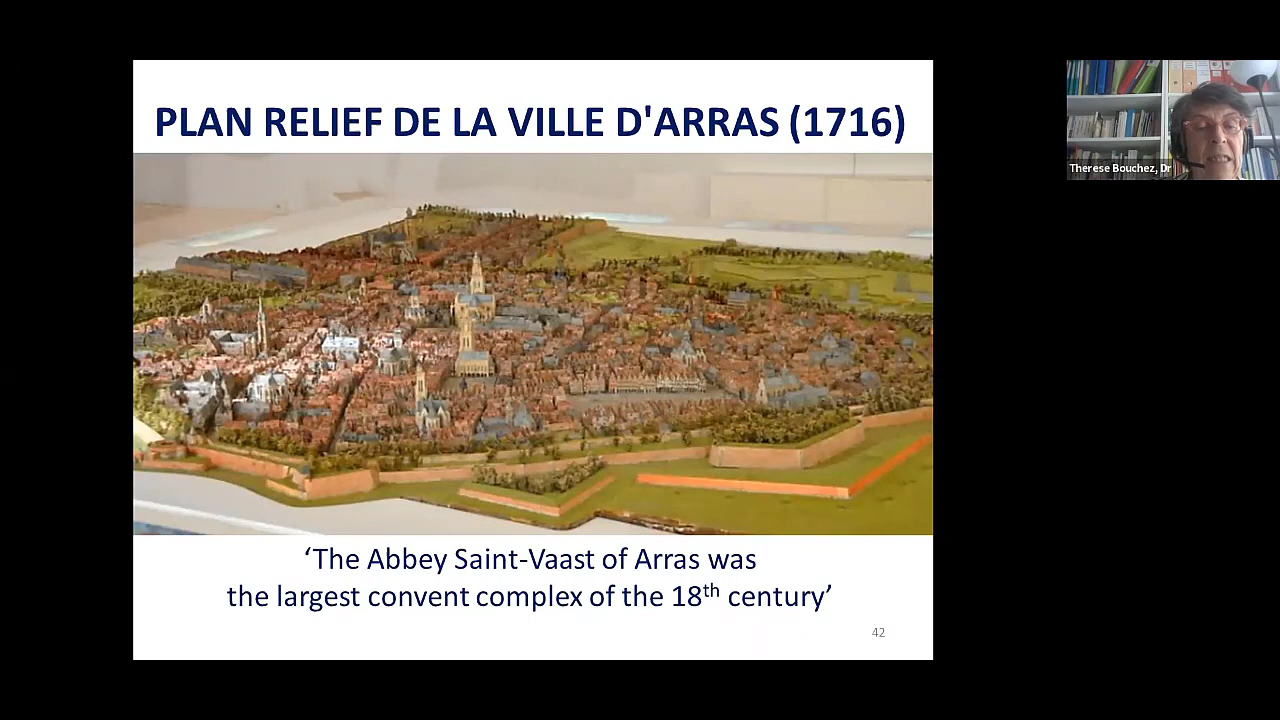 PLAN RELIEF DE LA VILLE D'ARRAS (1716)
Therese Bouchez, Dr
‘The Abbey Saint-Vaast of Arras was
the largest convent complex of the 18th century’
42